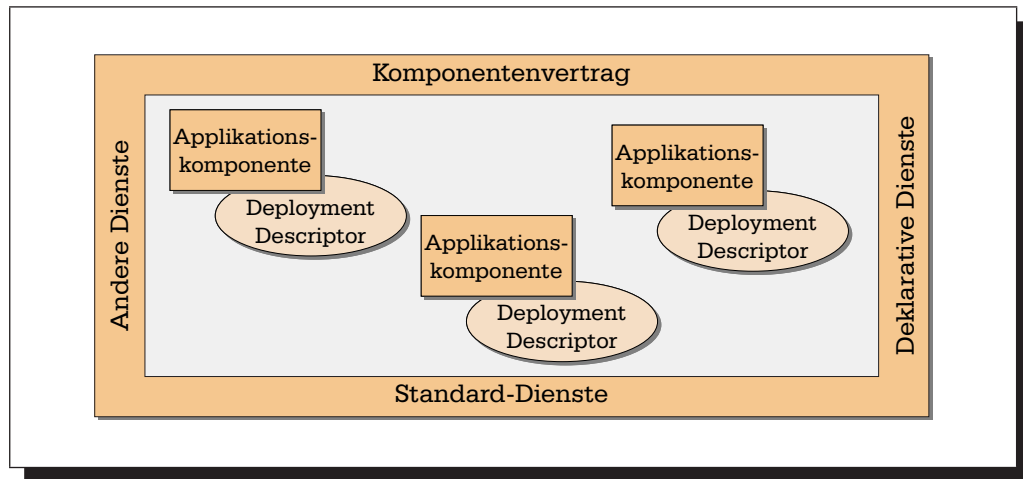 Komponentenvertrag
Andere Dienste
Applikations-
komponente
Deployment
Descriptor
Applikations-
komponente
Deployment
Descriptor
Applikations-
komponente
Deployment
Descriptor
Deklarative Dienste
Standard-Dienste